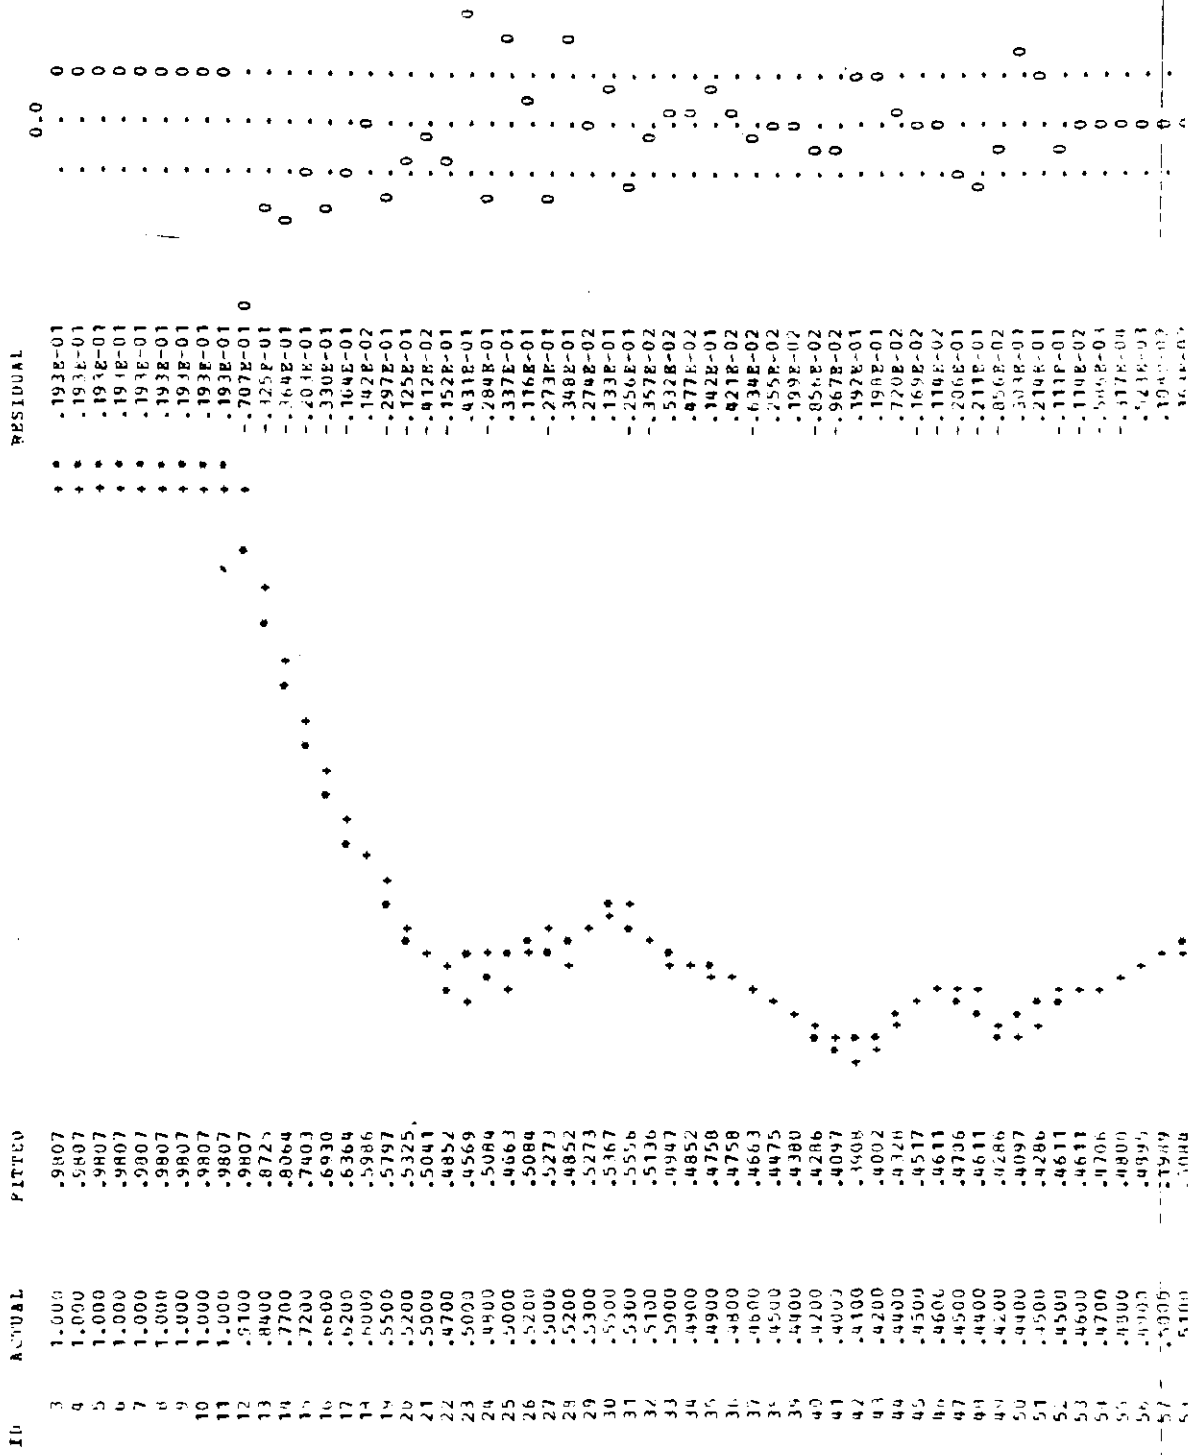 ID ACTUAL FITTED RESIDUAL 0.0
3 1.000 .9807 .193E-01
4 1.000 .9807 .193E-01
5 1.000 .9807 .193E-01
6 1.000 .9807 .193E-01
7 1.000 .9807 .193E-01
8 1.000 .9807 .193E-01
9 1.000 .9807 .193E-01
10 1.000 .9807 .193E-01
11 1.000 .9807 .193E-01
12 .9100 .9807 -.707E-01
13 .8400 .8725 -.325E-01
14 .7700 .8064 -.364E-01
15 .7200 .7403 -.203E-01
16 .6600 .6930 -.330E-01
17 .6200 .6364 -.164E-01
18 .6000 .5986 .142E-02
19 .5500 .5797 -.297E-01
20 .5200 .5325 -.125E-01
21 .5000 .5041 -.412E-02
22 .4700 .4852 -.152E-01
23 .5000 .4569 .431E-01
24 .4800 .5084 -.284E-01
25 .5000 .4663 .337E-01
26 .5200 .5084 .116E-01
27 .5000 .5273 -.273E-01
28 .5200 .4852 .348E-01
29 .5300 .5273 .274E-02
30 .5500 .5367 .133E-01
31 .5300 .5556 -.256E-01
32 .5100 .5136 -.357E-02
33 .5000 .4947 .532E-02
34 .4900 .4852 .477E-02
35 .4900 .4758 .142E-01
36 .4800 .4758 .421E-02
37 .4600 .4663 -.634E-02
38 .4500 .4475 .255E-02
39 .4400 .4380 .199E-02
40 .4200 .4286 -.856E-02
41 .4000 .4097 -.967E-02
42 .4100 .3908 .192E-01
43 .4200 .4002 .198E-01
44 .4400 .4328 .720E-02
45 .4500 .4517 -.169E-02
46 .4600 .4611 -.114E-02
47 .4500 .4706 -.206E-01
48 .4400 .4611 -.211E-01
49 .4200 .4286 -.856E-02
50 .4400 .4097 .303E-01
51 .4500 .4286 .214E-01
52 .4500 .4611 -.111E-01
53 .4600 .4611 -.114E-02
54 .4700 .4706
55 .4800 .4800
56 .4900 .4895
57 .5000 .4989
58 .5100 .5084